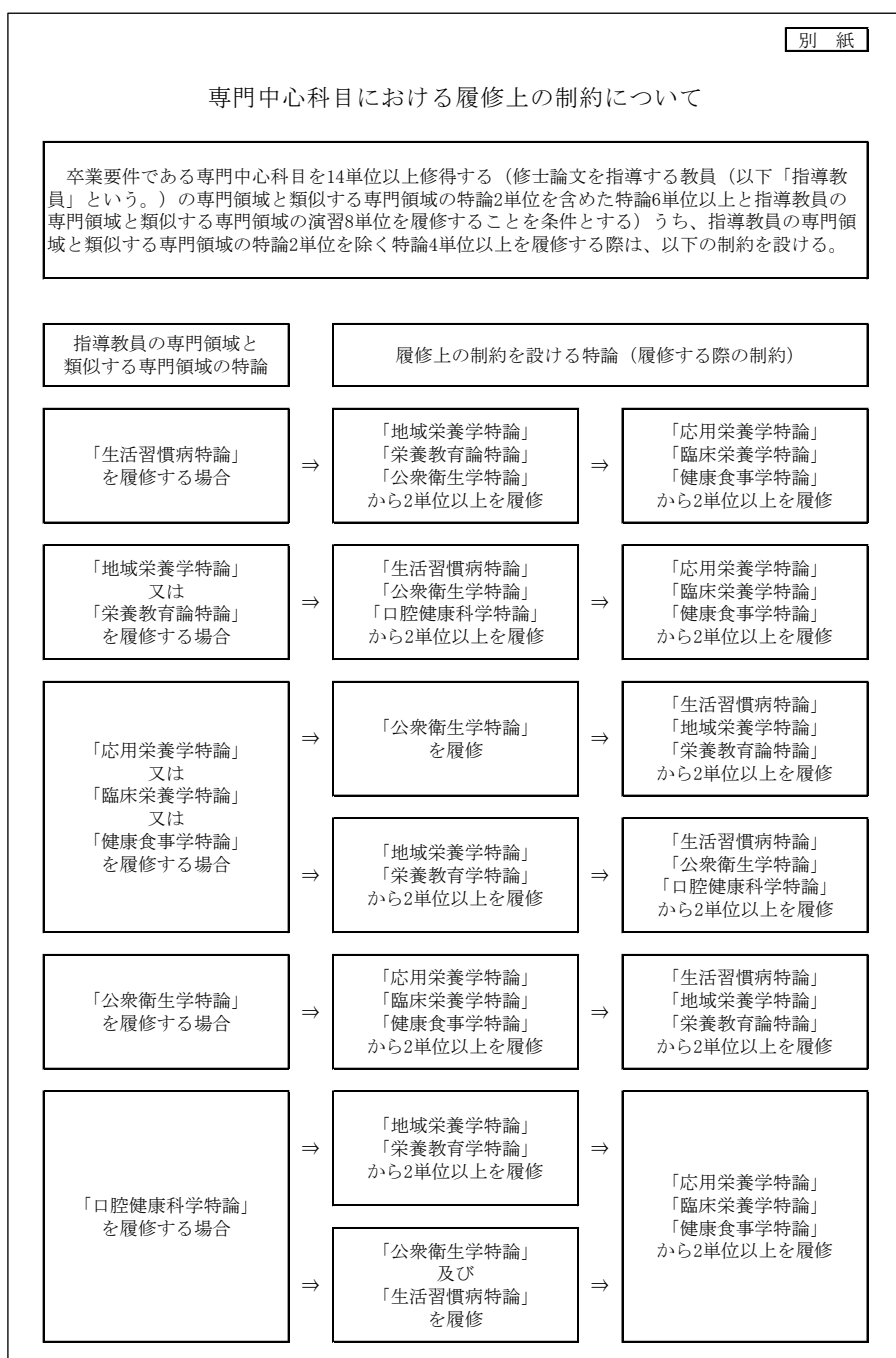 別 紙
専門中心科目における履修上の制約について
卒業要件である専門中心科目を14単位以上修得する（修士論文を指導する教員（以下「指導教
員」という。）の専門領域と類似する専門領域の特論2単位を含めた特論6単位以上と指導教員の
専門領域と類似する専門領域の演習8単位を履修することを条件とする）うち、指導教員の専門領
域と類似する専門領域の特論2単位を除く特論4単位以上を履修する際は、以下の制約を設ける。
指導教員の専門領域と
類似する専門領域の特論
履修上の制約を設ける特論（履修する際の制約）
「生活習慣病特論」
を履修する場合
⇒
「地域栄養学特論」
「栄養教育論特論」
「公衆衛生学特論」
から2単位以上を履修
⇒
「応用栄養学特論」
「臨床栄養学特論」
「健康食事学特論」
から2単位以上を履修
「地域栄養学特論」
又は
「栄養教育論特論」
を履修する場合
⇒
「生活習慣病特論」
「公衆衛生学特論」
「口腔健康科学特論」
から2単位以上を履修
⇒
「応用栄養学特論」
「臨床栄養学特論」
「健康食事学特論」
から2単位以上を履修
「応用栄養学特論」
又は
「臨床栄養学特論」
又は
「健康食事学特論」
を履修する場合
⇒
「公衆衛生学特論」
を履修
⇒
「生活習慣病特論」
「地域栄養学特論」
「栄養教育論特論」
から2単位以上を履修
⇒
「地域栄養学特論」
「栄養教育学特論」
から2単位以上を履修
⇒
「生活習慣病特論」
「公衆衛生学特論」
「口腔健康科学特論」
から2単位以上を履修
「公衆衛生学特論」
を履修する場合
⇒
「応用栄養学特論」
「臨床栄養学特論」
「健康食事学特論」
から2単位以上を履修
⇒
「生活習慣病特論」
「地域栄養学特論」
「栄養教育論特論」
から2単位以上を履修
「口腔健康科学特論」
を履修する場合
⇒
「地域栄養学特論」
「栄養教育学特論」
から2単位以上を履修
⇒
⇒
「公衆衛生学特論」
及び
「生活習慣病特論」
を履修
⇒
「応用栄養学特論」
「臨床栄養学特論」
「健康食事学特論」
から2単位以上を履修